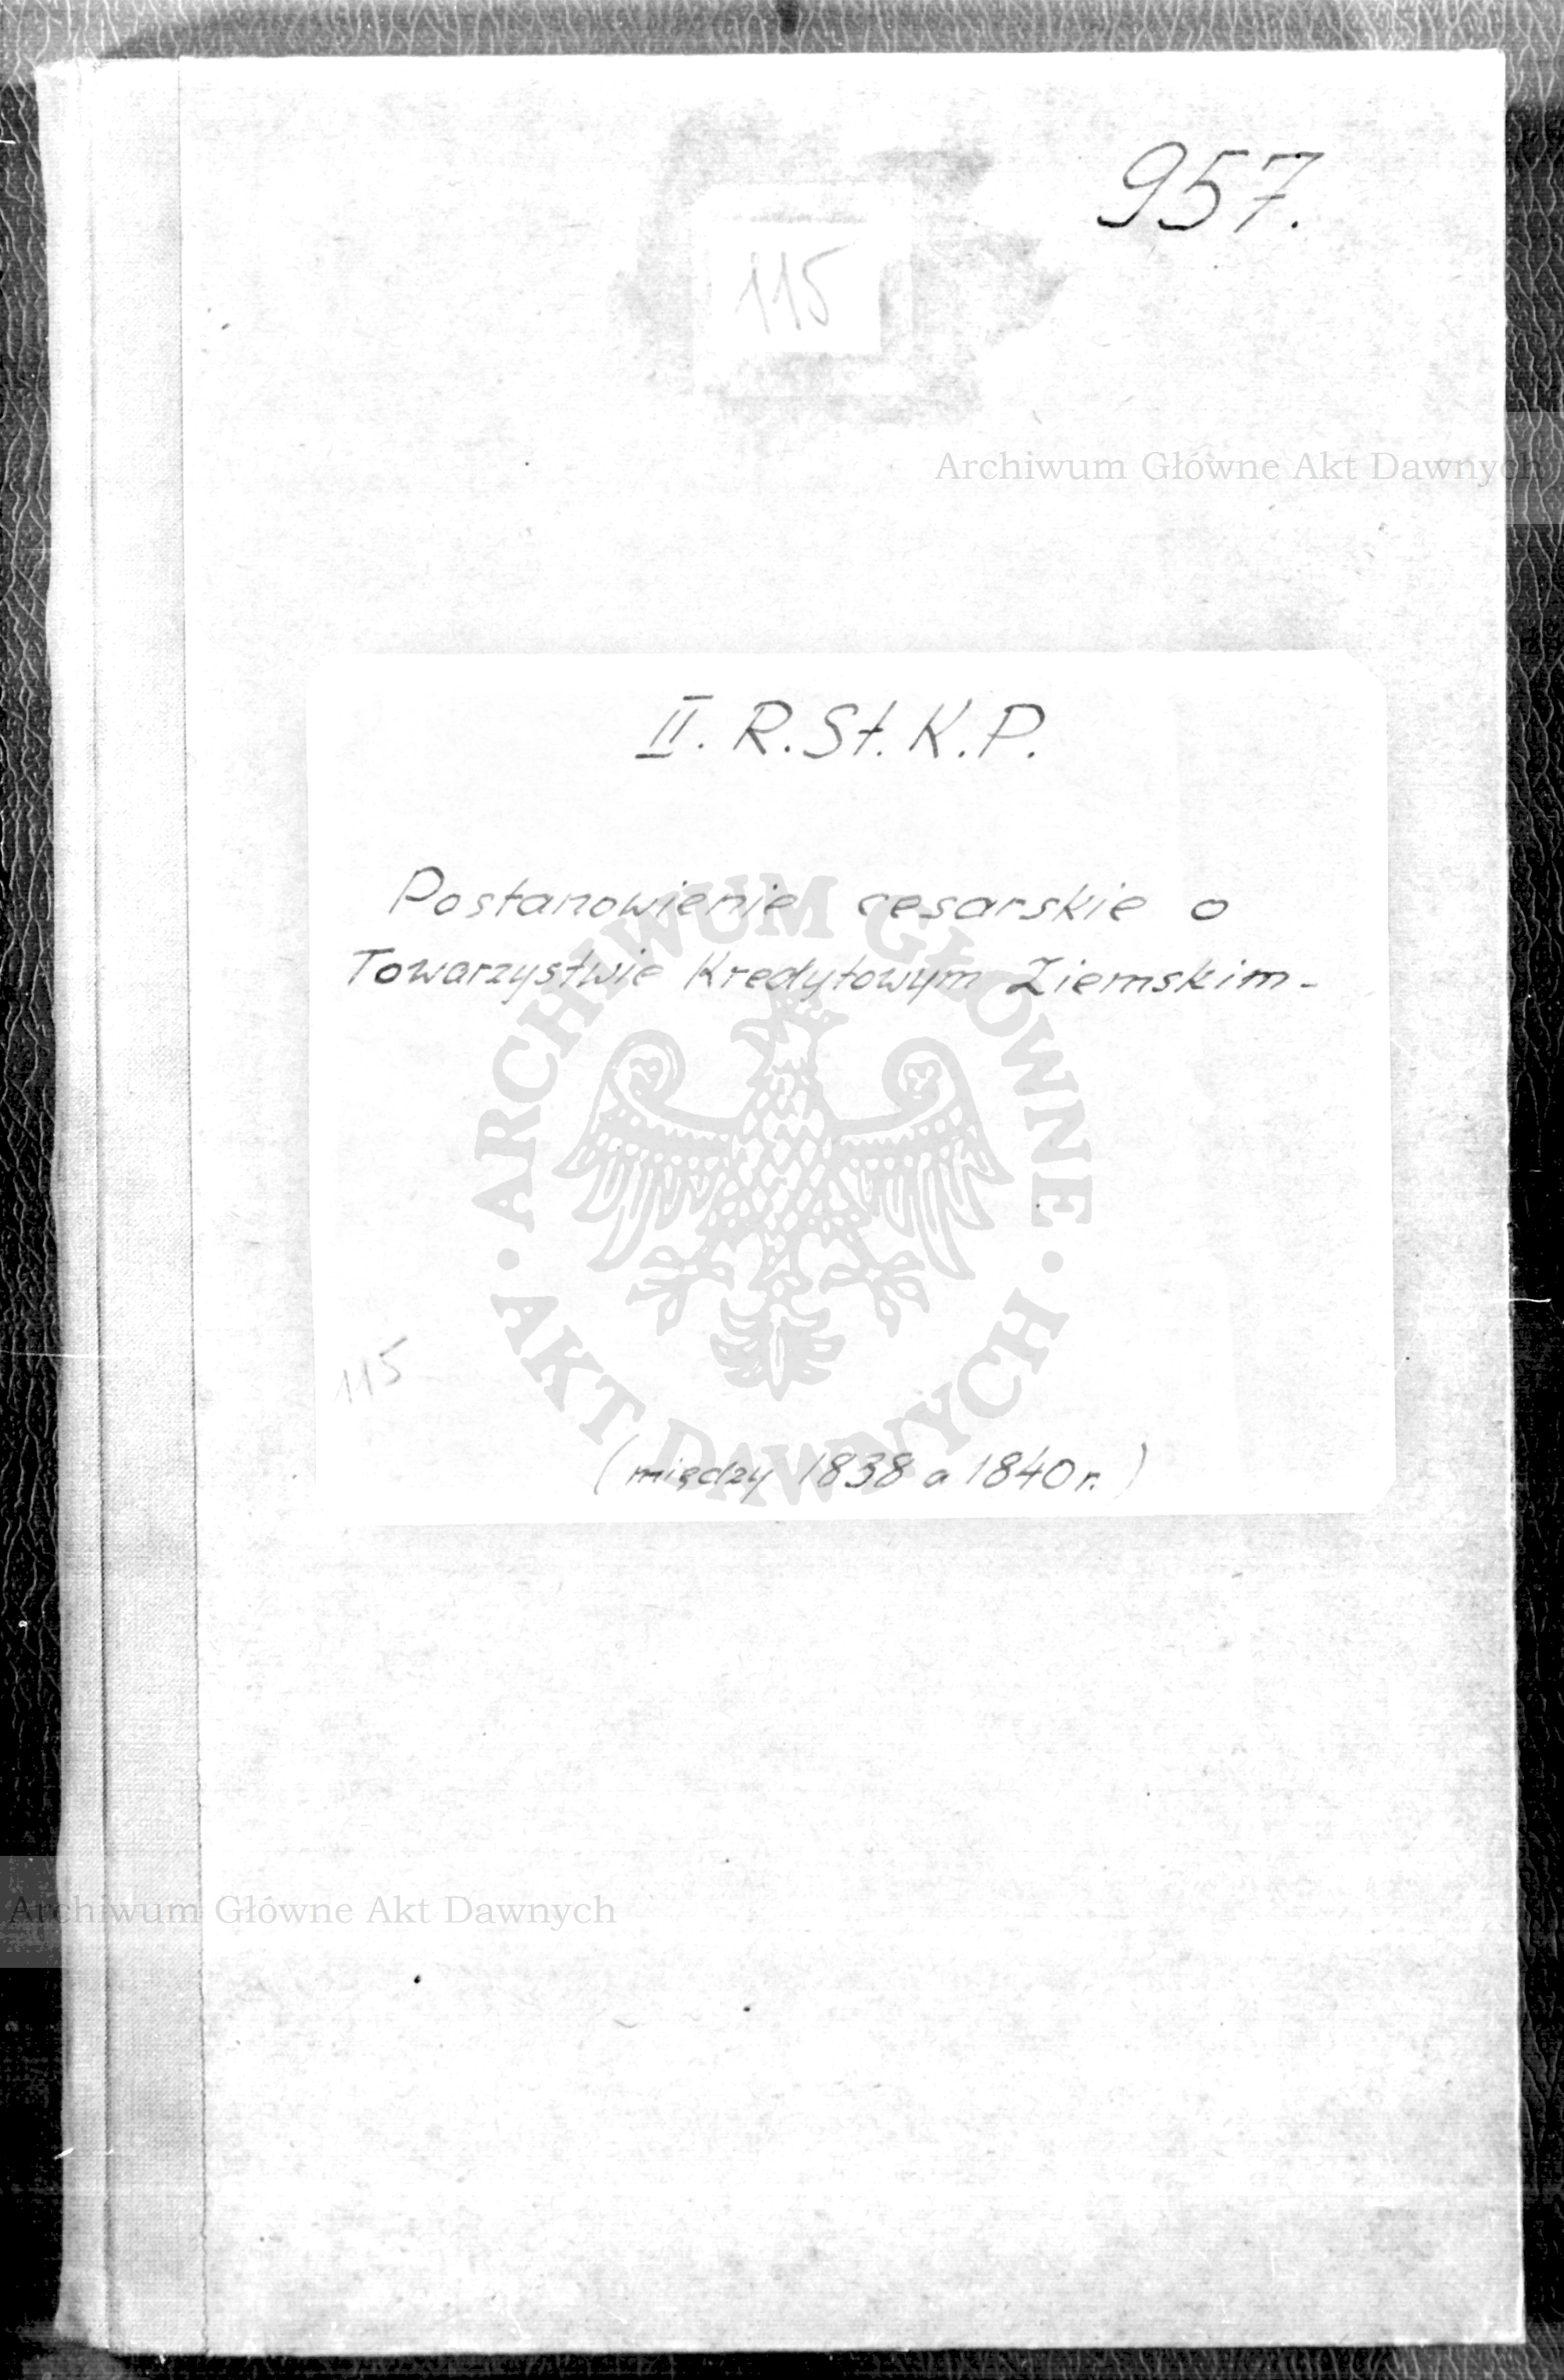 957.
115
Archiwum Główne Akt Dawnych
II. R. St. K. P.
Postanowienie cesarskie o
Towarzystwie Kredytowym Ziemskim-
ARCHIWUM GŁÓWNE
· AKT DAWNYCH ·
115
(między 1838 a 1840 r.)
Archiwum Główne Akt Dawnych